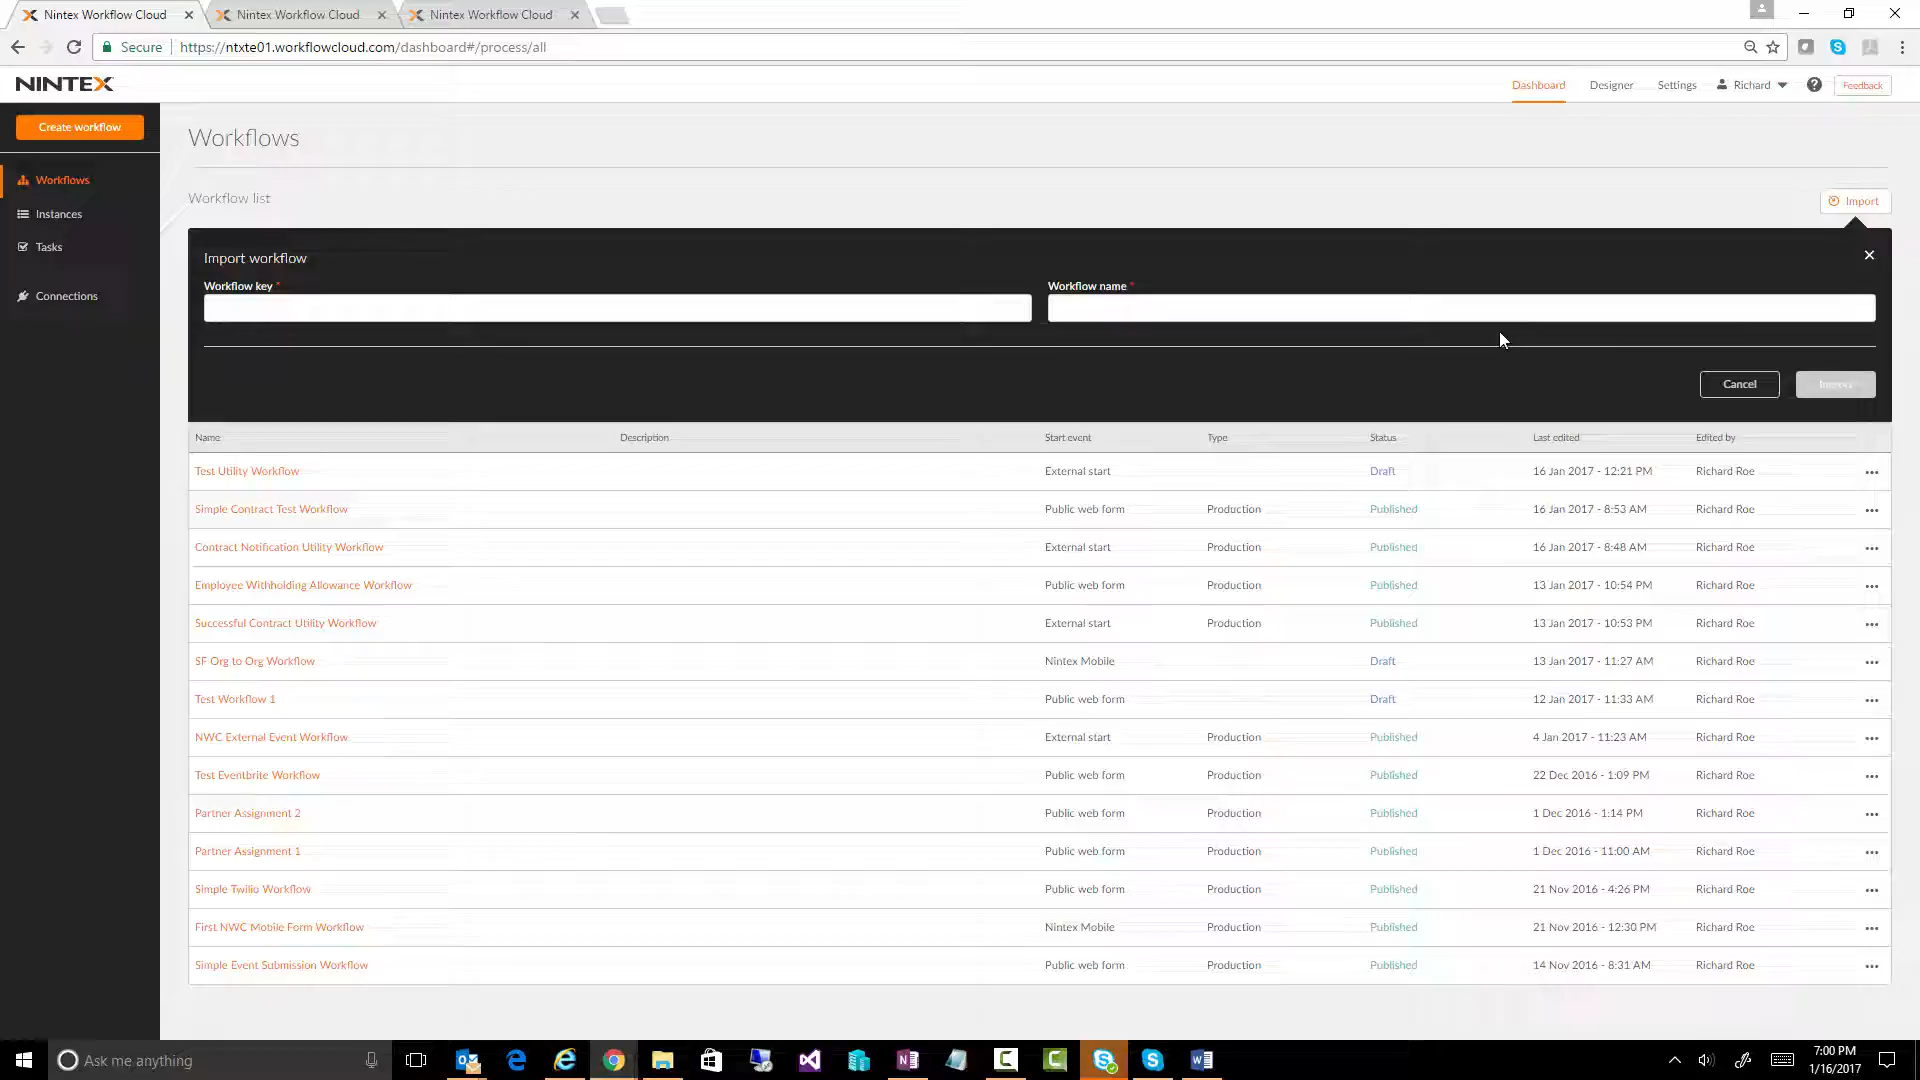 Nintex Workflow Cloud
Nintex Workflow Cloud
Nintex Workflow Cloud
Secure
https://ntxte01.workflowcloud.com/dashboard#/process/all
NINTEX
Dashboard
Designer
Settings
Richard
Feedback
Create workflow
Workflows
Instances
Tasks
Connections
Workflows
Workflow list
Import
Import workflow
Workflow key *
Workflow name *
Cancel
Import
Name Description Start event Type Status Last edited Edited by
Test Utility Workflow External start Draft 16 Jan 2017 - 12:21 PM Richard Roe
Simple Contract Test Workflow Public web form Production Published 16 Jan 2017 - 8:53 AM Richard Roe
Contract Notification Utility Workflow External start Production Published 16 Jan 2017 - 8:48 AM Richard Roe
Employee Withholding Allowance Workflow Public web form Production Published 13 Jan 2017 - 10:54 PM Richard Roe
Successful Contract Utility Workflow External start Production Published 13 Jan 2017 - 10:53 PM Richard Roe
SF Org to Org Workflow Nintex Mobile Draft 13 Jan 2017 - 11:27 AM Richard Roe
Test Workflow 1 Public web form Draft 12 Jan 2017 - 11:33 AM Richard Roe
NWC External Event Workflow External start Production Published 4 Jan 2017 - 11:23 AM Richard Roe
Test Eventbrite Workflow Public web form Production Published 22 Dec 2016 - 1:09 PM Richard Roe
Partner Assignment 2 Public web form Production Published 1 Dec 2016 - 1:14 PM Richard Roe
Partner Assignment 1 Public web form Production Published 1 Dec 2016 - 11:00 AM Richard Roe
Simple Twilio Workflow Public web form Production Published 21 Nov 2016 - 4:26 PM Richard Roe
First NWC Mobile Form Workflow Nintex Mobile Production Published 21 Nov 2016 - 12:30 PM Richard Roe
Simple Event Submission Workflow Public web form Production Published 14 Nov 2016 - 8:31 AM Richard Roe
Ask me anything
7:00 PM
1/16/2017